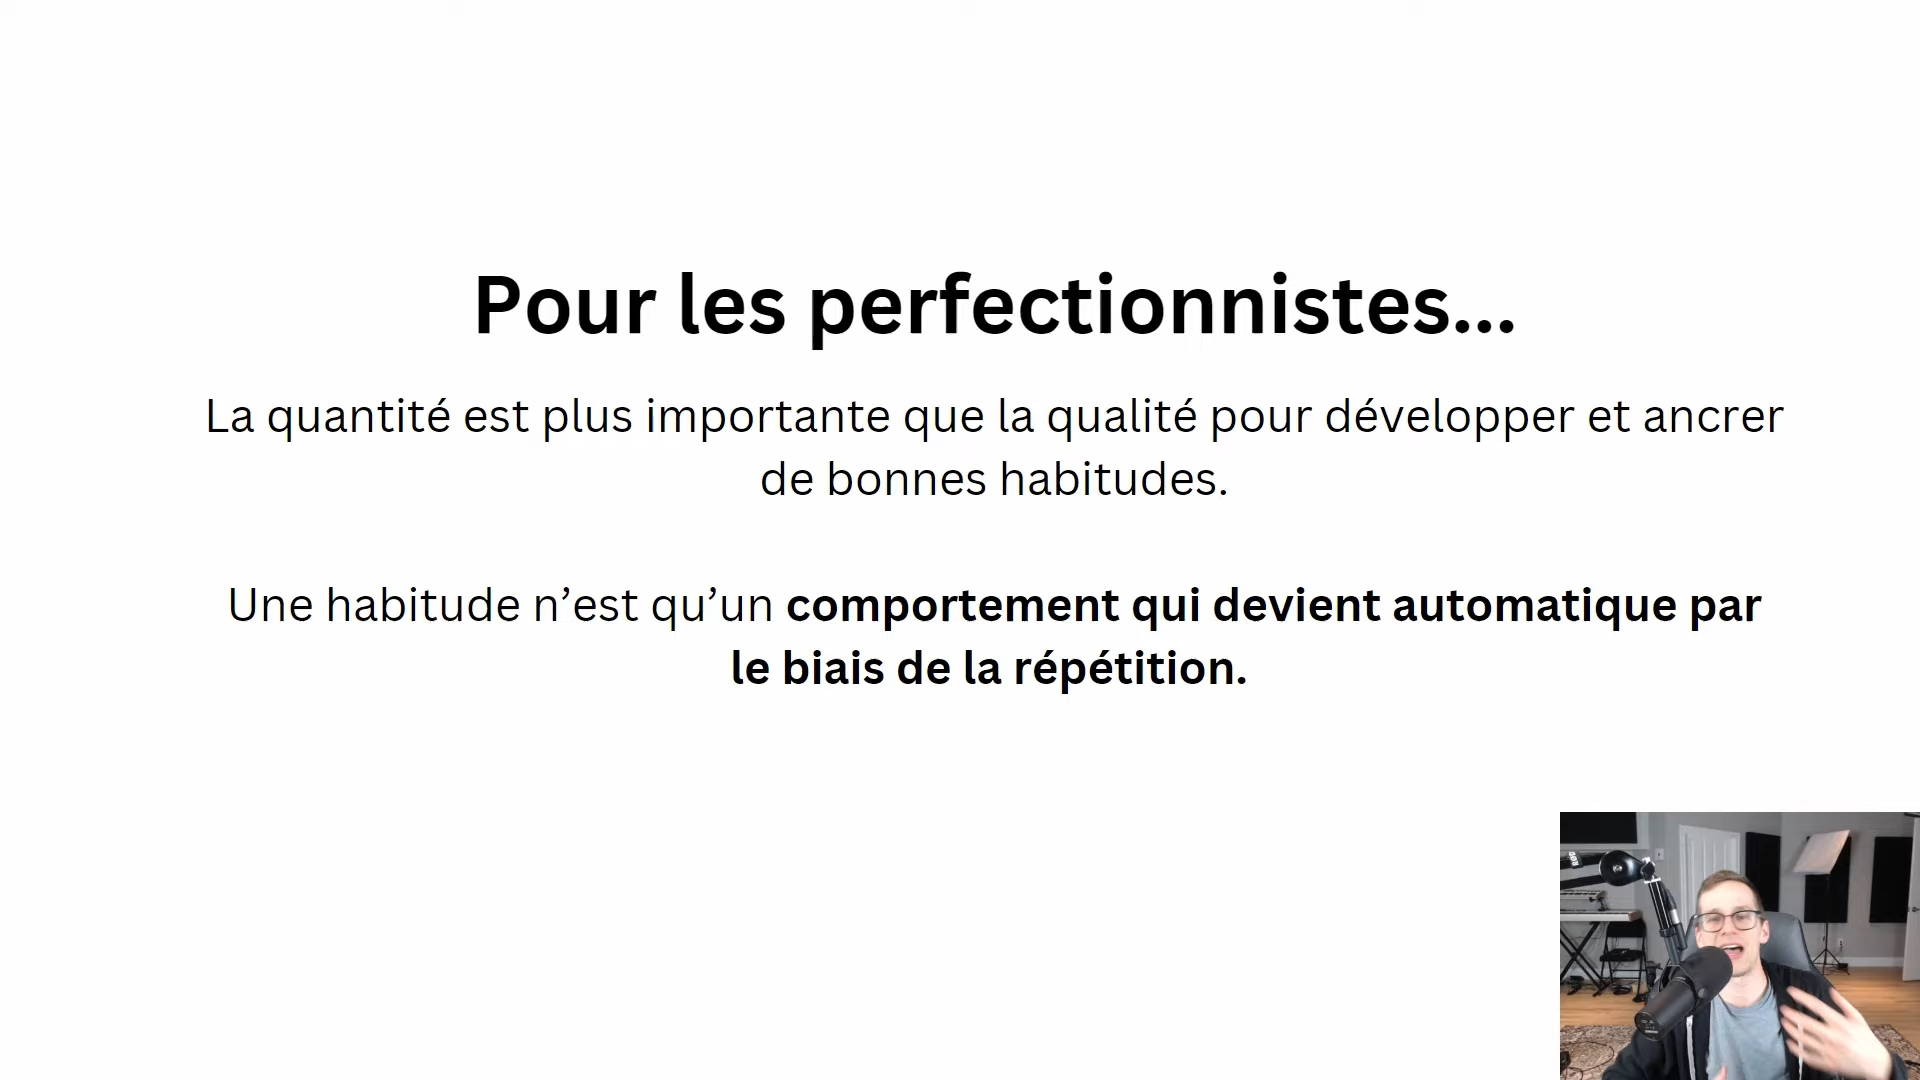 Pour les perfectionnistes...
La quantité est plus importante que la qualité pour développer et ancrer
de bonnes habitudes.
Une habitude n’est qu’un comportement qui devient automatique par
le biais de la répétition.
RØDE